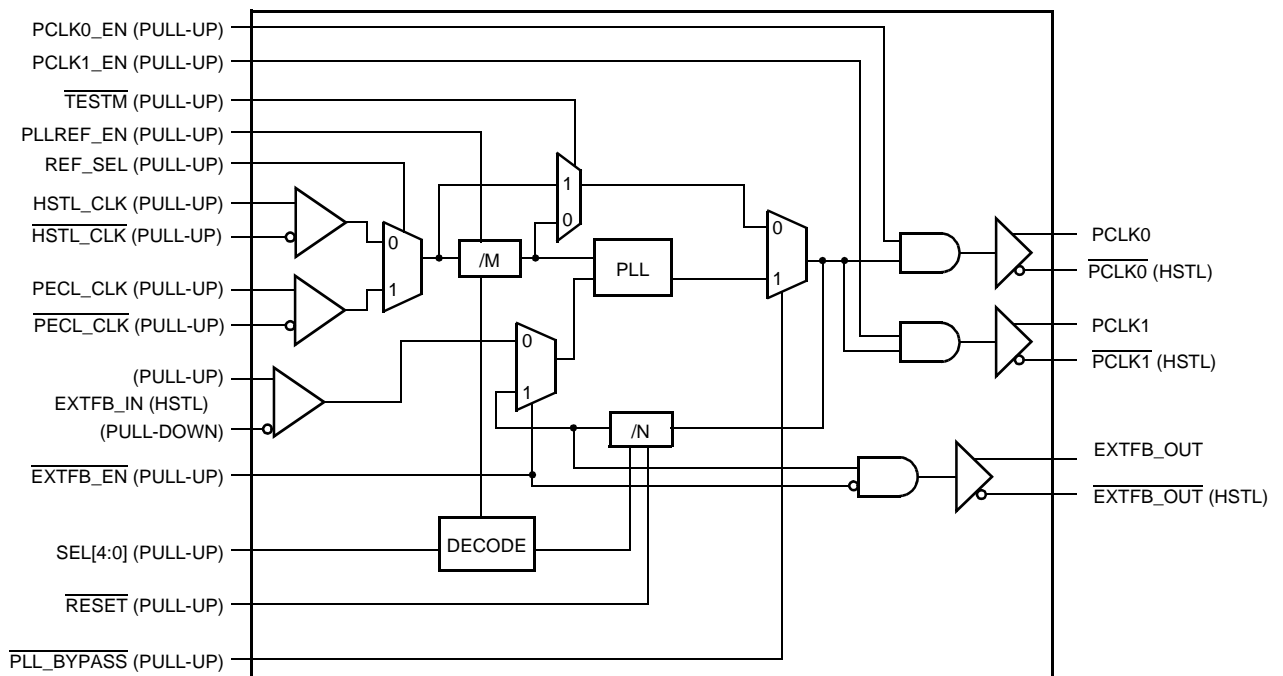 PCLK0_EN (PULL-UP)
PCLK1_EN (PULL-UP)
TESTM (PULL-UP)
PLLREF_EN (PULL-UP)
REF_SEL (PULL-UP)
HSTL_CLK (PULL-UP)
HSTL_CLK (PULL-UP)
PECL_CLK (PULL-UP)
PECL_CLK (PULL-UP)
(PULL-UP)
EXTFB_IN (HSTL)
(PULL-DOWN)
EXTFB_EN (PULL-UP)
SEL[4:0] (PULL-UP)
RESET (PULL-UP)
PLL_BYPASS (PULL-UP)
0
1
/M
1
0
PLL
0
1
0
1
/N
DECODE
PCLK0
PCLK0 (HSTL)
PCLK1
PCLK1 (HSTL)
EXTFB_OUT
EXTFB_OUT (HSTL)